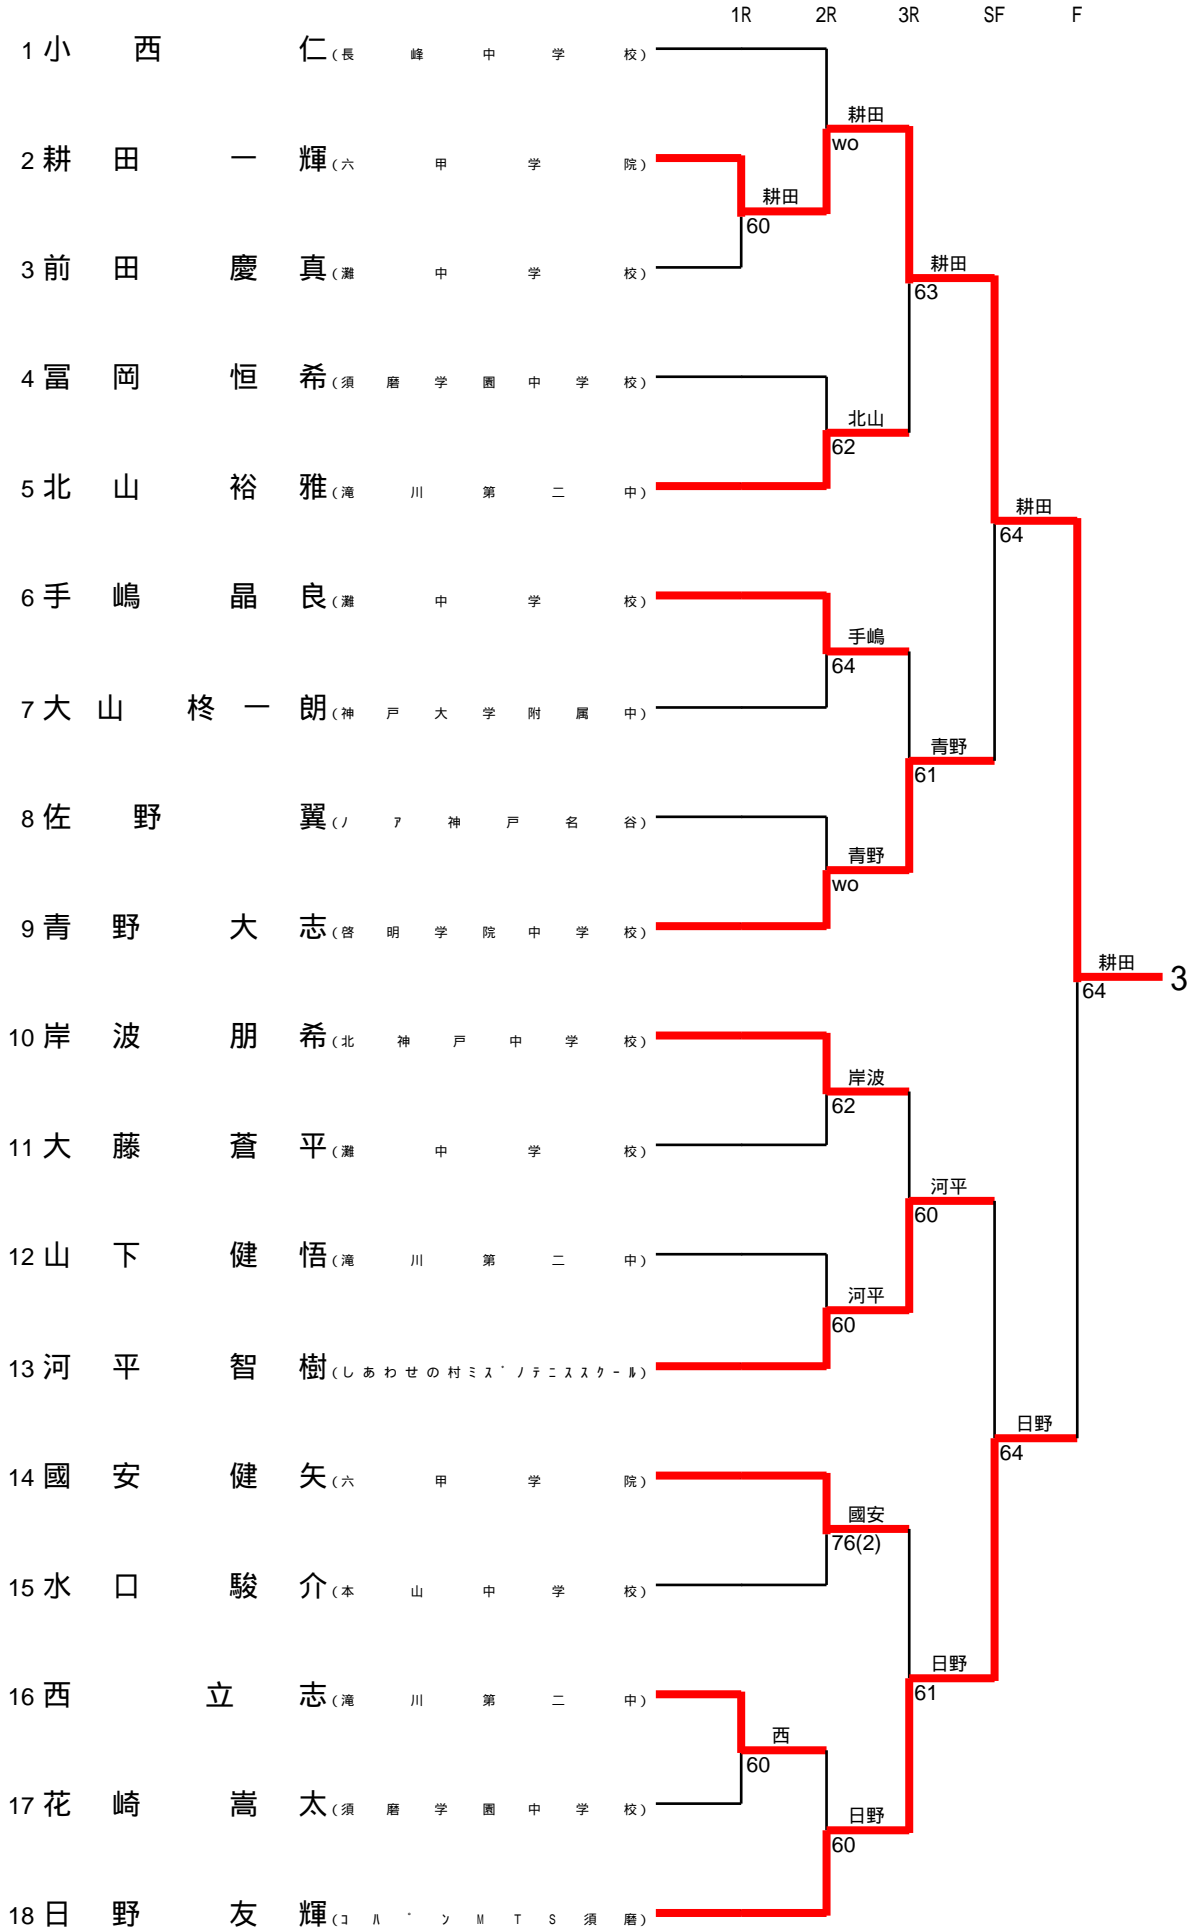 1R 2R 3R SF F
1 小西 仁 (長峰中学校)
耕田
wo
2 耕田 一輝 (六甲学院)
耕田
60
3 前田 慶真 (灘中学校)
耕田
63
4 冨岡 恒希 (須磨学園中学校)
北山
62
5 北山 裕雅 (滝川第二中)
耕田
64
6 手嶋 晶良 (灘中学校)
手嶋
64
7 大山 柊一朗 (神戸大学附属中)
青野
61
8 佐野 翼 (ノア神戸名谷)
青野
wo
9 青野 大志 (啓明学院中学校)
耕田
64
3
10 岸波 朋希 (北神戸中学校)
岸波
62
11 大藤 蒼平 (灘中学校)
河平
60
12 山下 健悟 (滝川第二中)
河平
60
13 河平 智樹 (しあわせの村ミズノテニススクール)
日野
64
14 國安 健矢 (六甲学院)
國安
76(2)
15 水口 駿介 (本山中学校)
日野
61
16 西 立志 (滝川第二中)
西
60
17 花崎 嵩太 (須磨学園中学校)
日野
60
18 日野 友輝 (コパンMTS須磨)